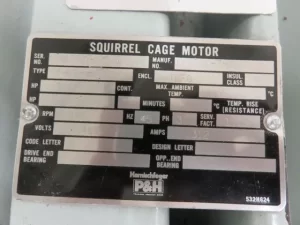 SQUIRREL CAGE MOTOR
SER. NO. MANUF. NO.
TYPE ENCL. INSUL. CLASS
HP CONT. MAX. AMBIENT TEMP. °C
HP MINUTES °C TEMP. RISE (RESISTANCE)
RPM HZ PH SERV. FACT.
VOLTS AMPS
CODE LETTER DESIGN LETTER
DRIVE END BEARING OPP. END BEARING
Harnischfeger
P&H